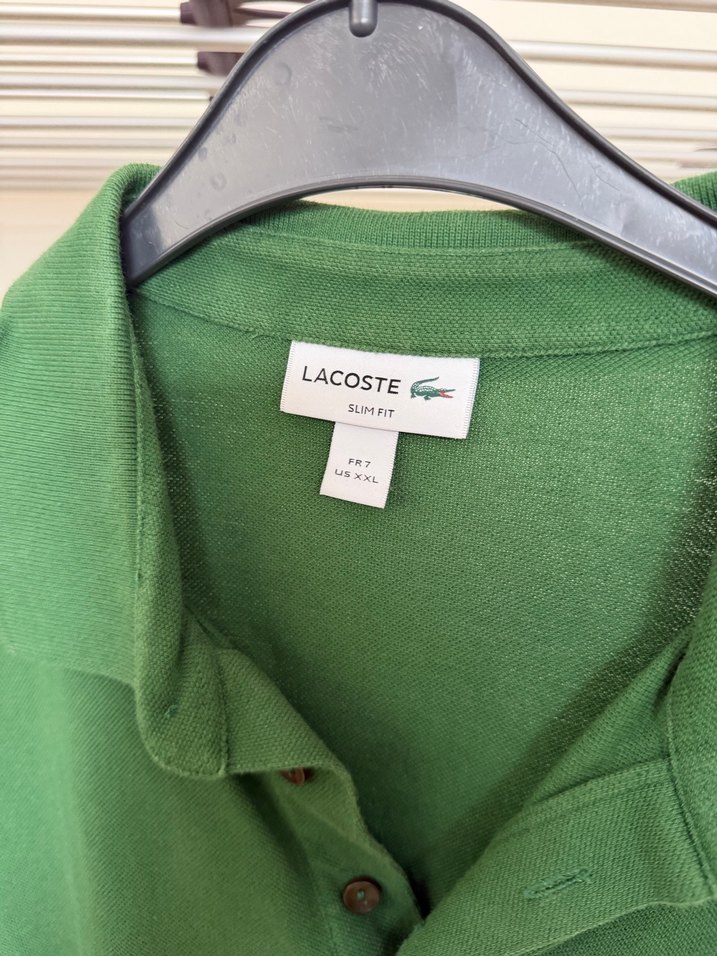 LACOSTE
SLIM FIT
FR 7
US XXL